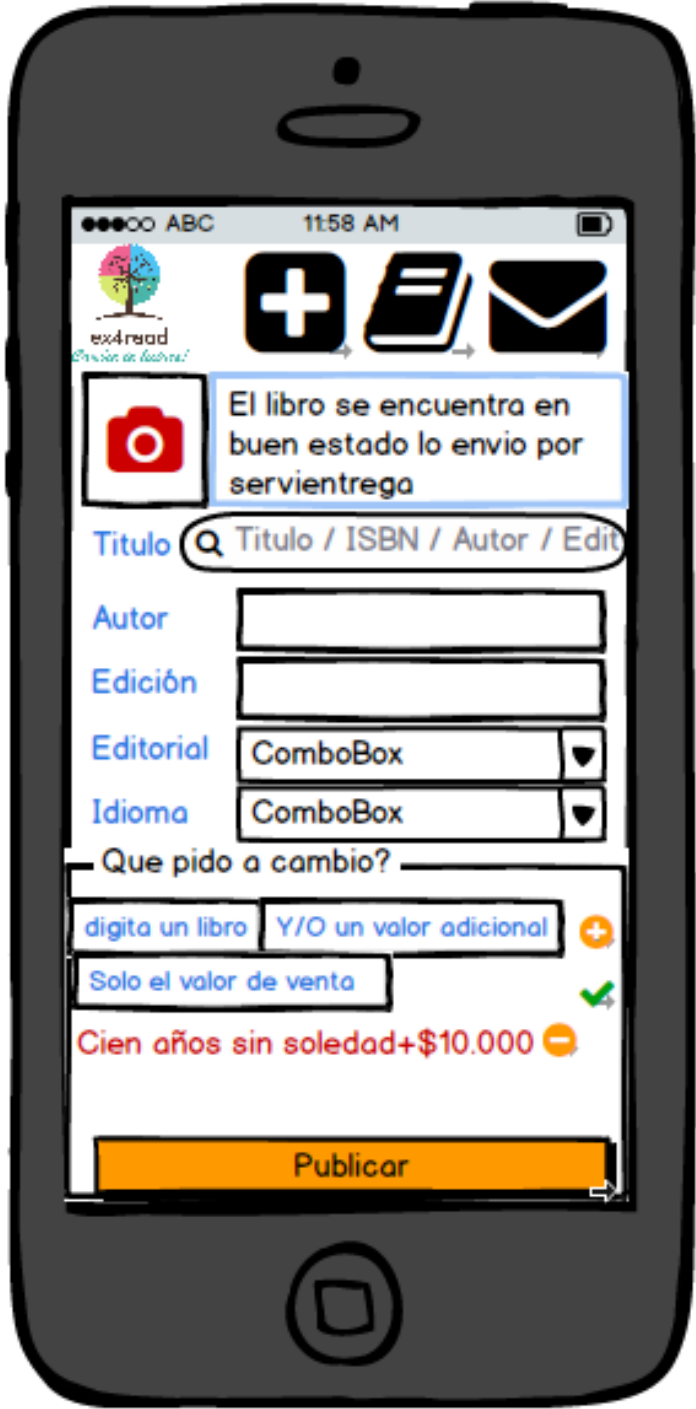 ABC 11:58 AM
ex4read
El libro se encuentra en
buen estado lo envio por
servientrega
Titulo Titulo / ISBN / Autor / Edit
Autor
Edición
Editorial ComboBox
Idioma ComboBox
Que pido a cambio?
digita un libro Y/O un valor adicional
Solo el valor de venta
Cien años sin soledad+$10.000
Publicar